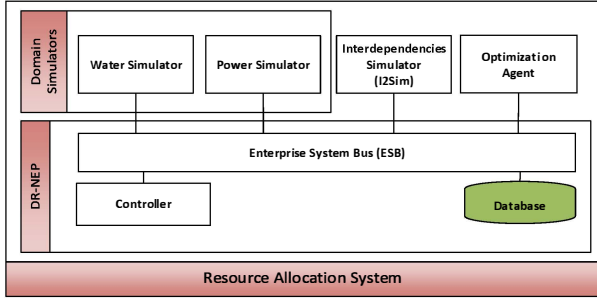 Domain
Simulators
Water Simulator
Power Simulator
Interdependencies
Simulator
(I2Sim)
Optimization
Agent
DR-NEP
Enterprise System Bus (ESB)
Controller
Database
Resource Allocation System